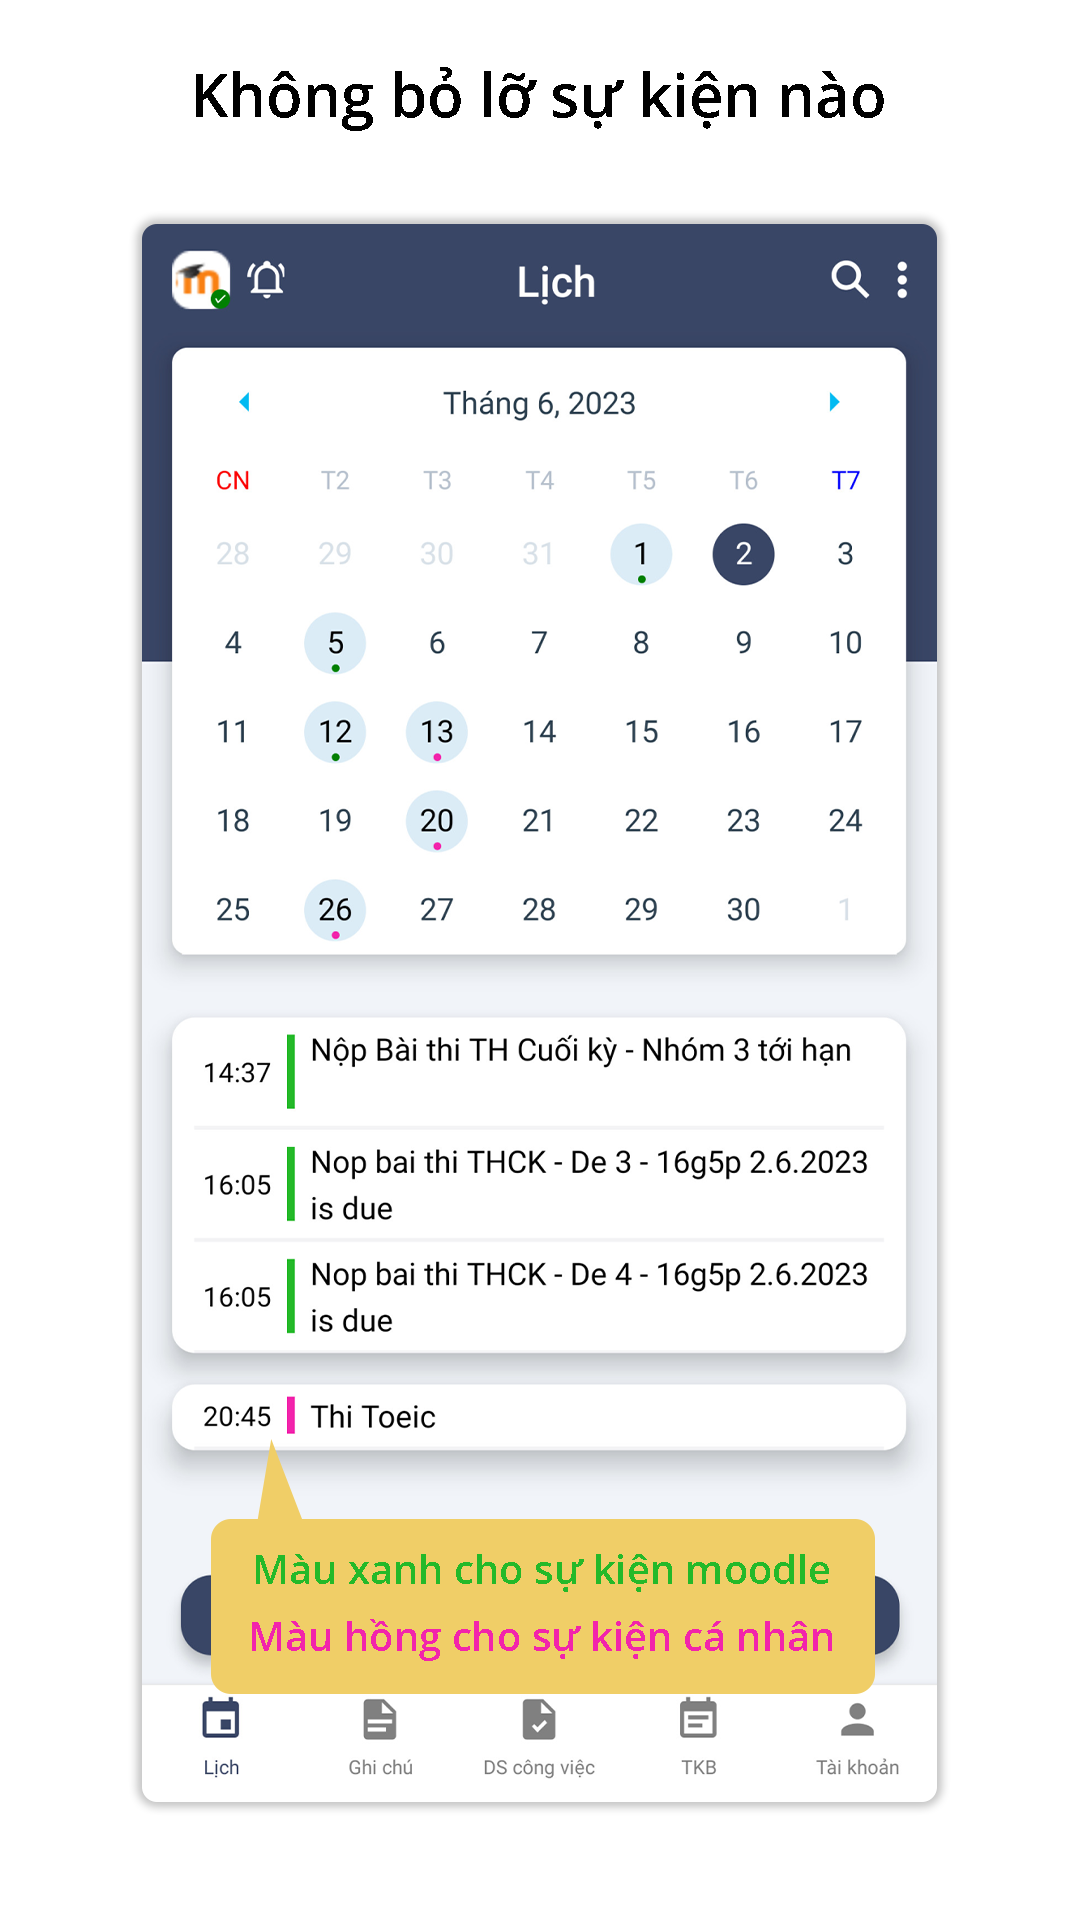 Không bỏ lỡ sự kiện nào
m
Lịch
Tháng 6, 2023
CN T2 T3 T4 T5 T6 T7
28 29 30 31 1 2 3
4 5 6 7 8 9 10
11 12 13 14 15 16 17
18 19 20 21 22 23 24
25 26 27 28 29 30 1
14:37 Nộp Bài thi TH Cuối kỳ - Nhóm 3 tới hạn
16:05 Nop bai thi THCK - De 3 - 16g5p 2.6.2023
is due
16:05 Nop bai thi THCK - De 4 - 16g5p 2.6.2023
is due
20:45 Thi Toeic
Màu xanh cho sự kiện moodle
Màu hồng cho sự kiện cá nhân
Lịch Ghi chú DS công việc TKB Tài khoản